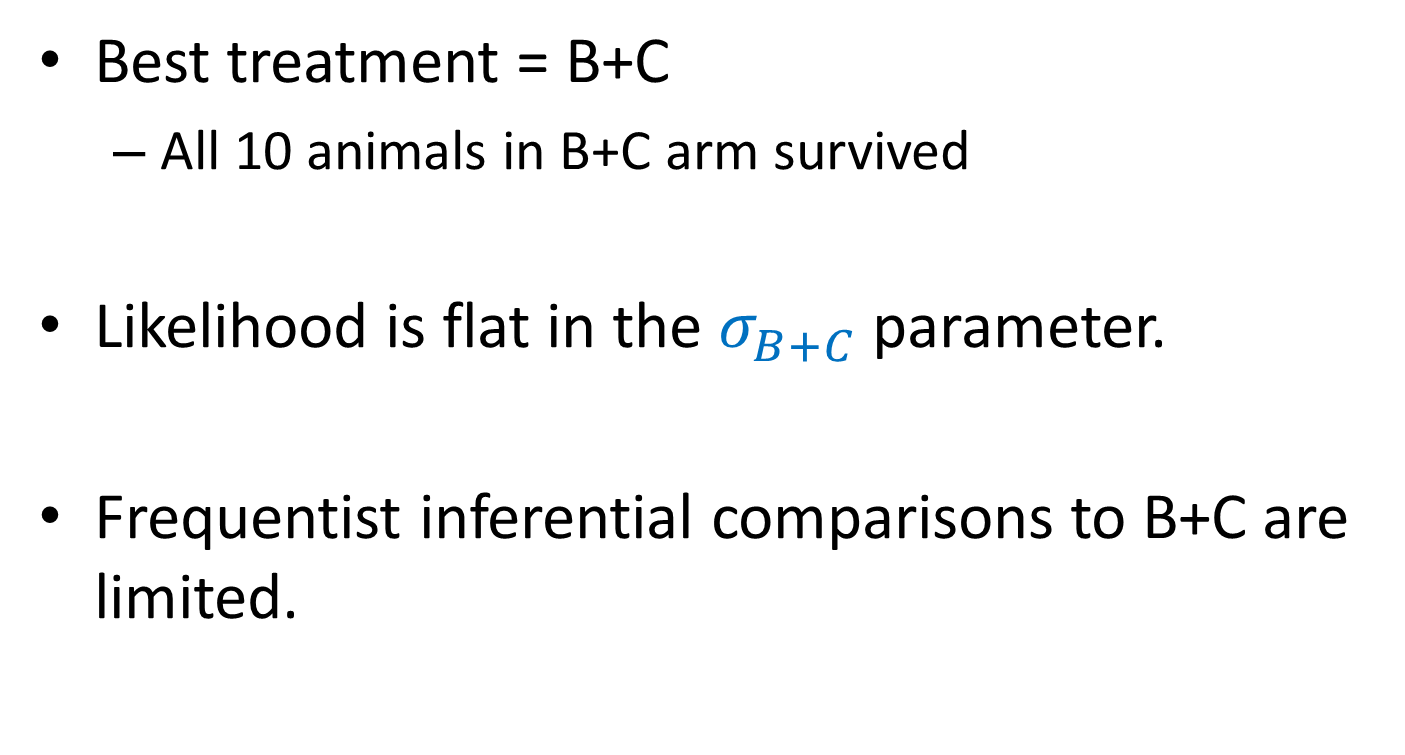 • Best treatment = B+C
– All 10 animals in B+C arm survived
• Likelihood is flat in the σ_{B+C} parameter.
• Frequentist inferential comparisons to B+C are
limited.